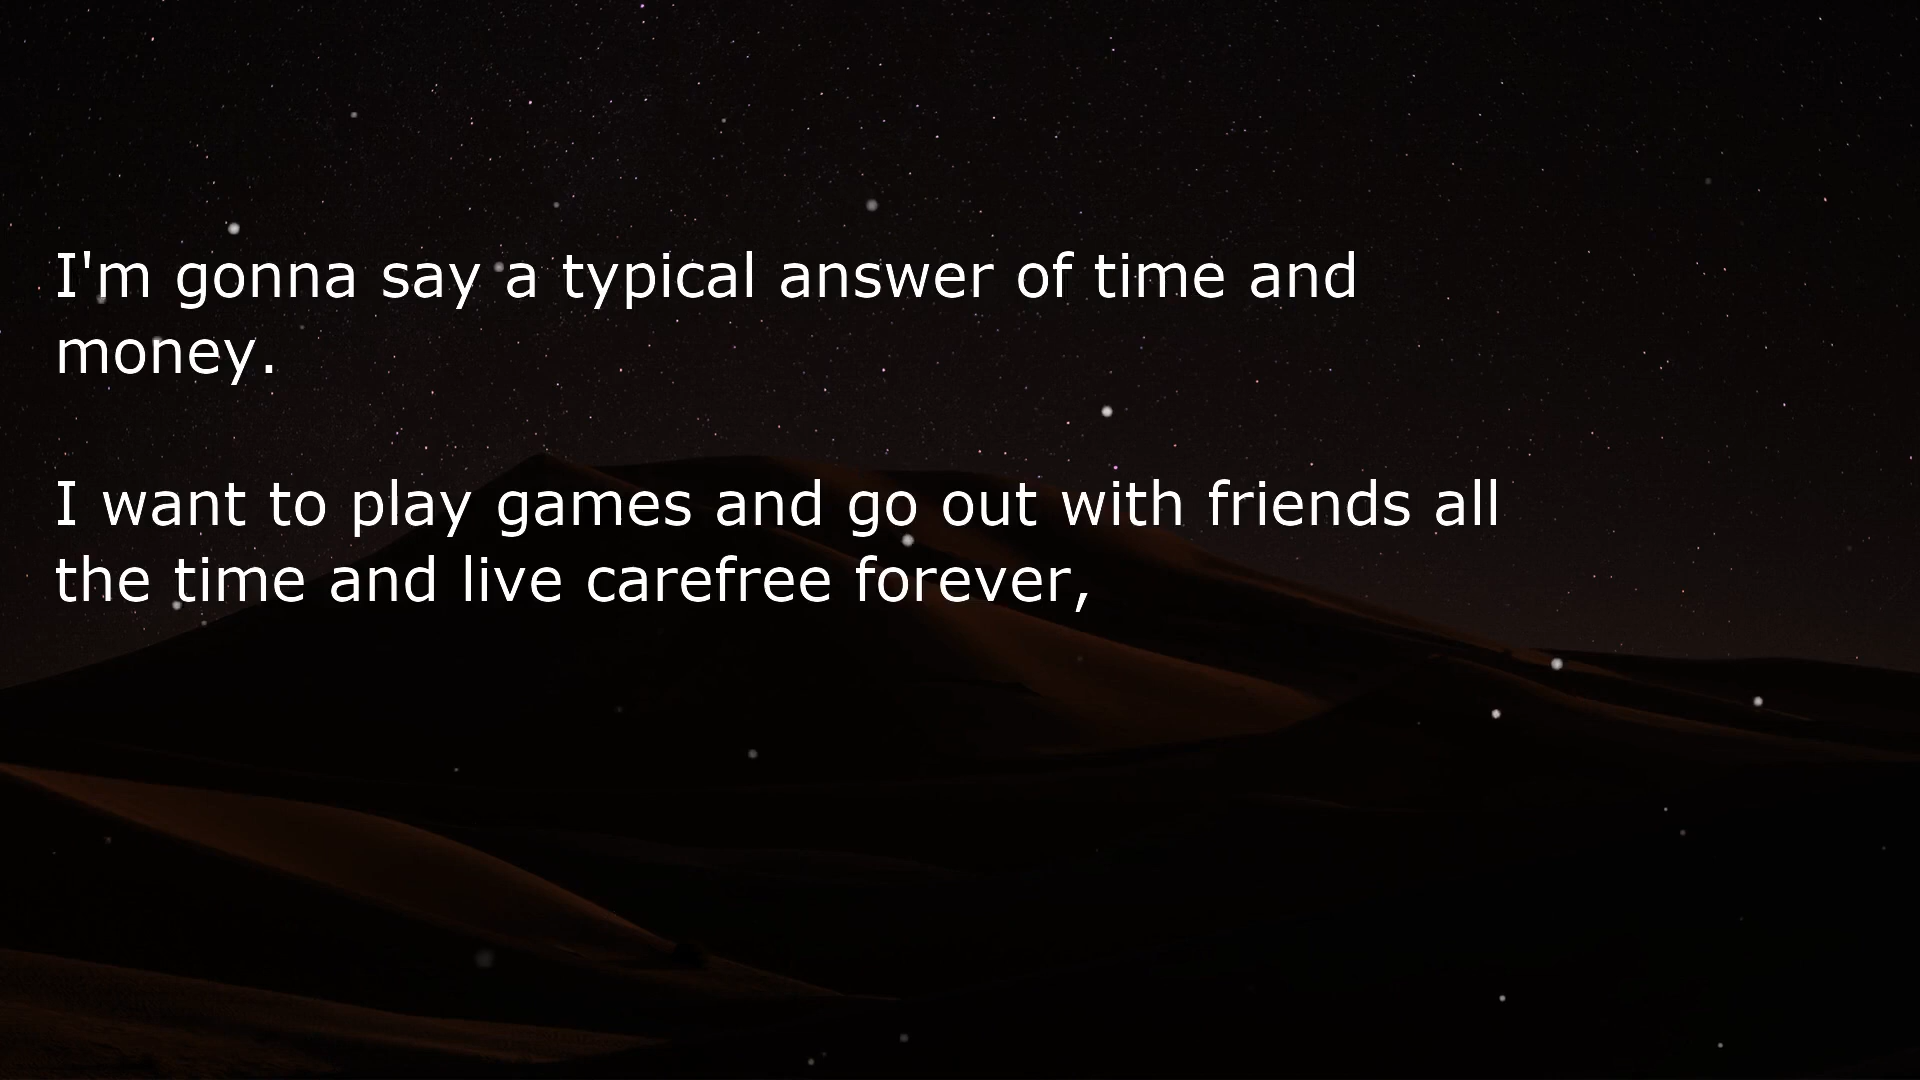 I'm gonna say a typical answer of time and
money.
I want to play games and go out with friends all
the time and live carefree forever,